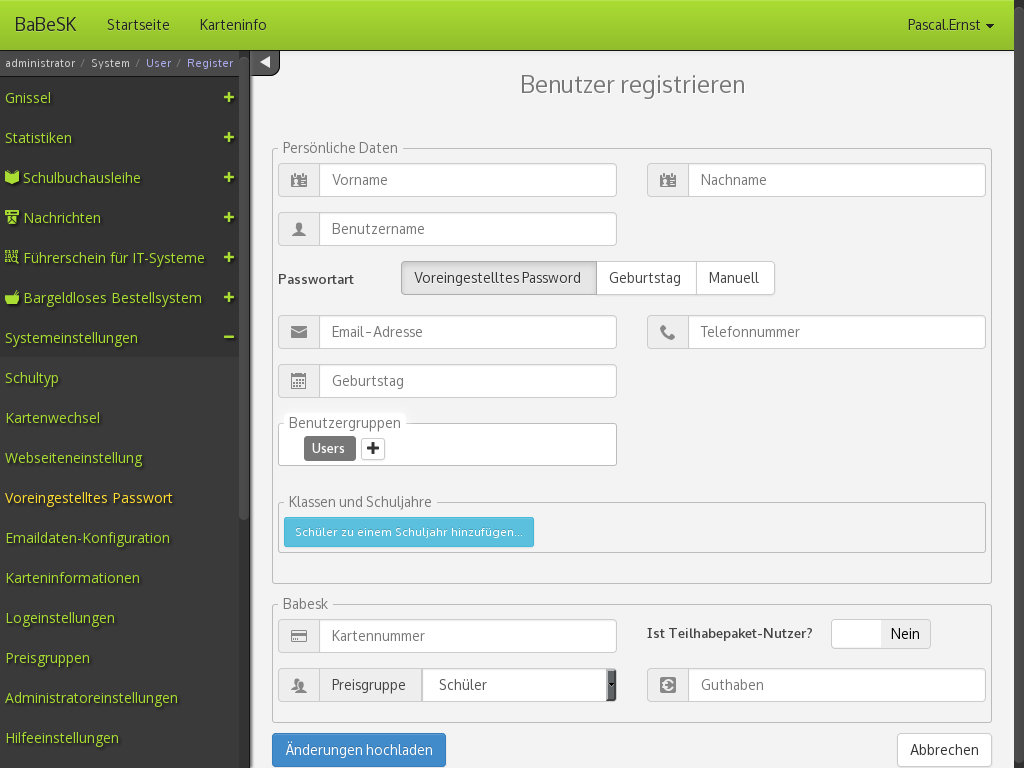 BaBeSK Startseite Karteninfo Pascal.Ernst
administrator / System / User / Register
Gnissel
Statistiken
Schulbuchausleihe
Nachrichten
Führerschein für IT-Systeme
Bargeldloses Bestellsystem
Systemeinstellungen
Schultyp
Kartenwechsel
Webseiteneinstellung
Voreingestelltes Passwort
Emaildaten-Konfiguration
Karteninformationen
Logeinstellungen
Preisgruppen
Administratoreinstellungen
Hilfeeinstellungen
Benutzer registrieren
Persönliche Daten
Vorname Nachname
Benutzername
Passwortart Voreingestelltes Password Geburtstag Manuell
Email-Adresse Telefonnummer
Geburtstag
Benutzergruppen
Users
Klassen und Schuljahre
Schüler zu einem Schuljahr hinzufügen...
Babesk
Kartennummer Ist Teilhabepaket-Nutzer? Nein
Preisgruppe Schüler Guthaben
Änderungen hochladen Abbrechen